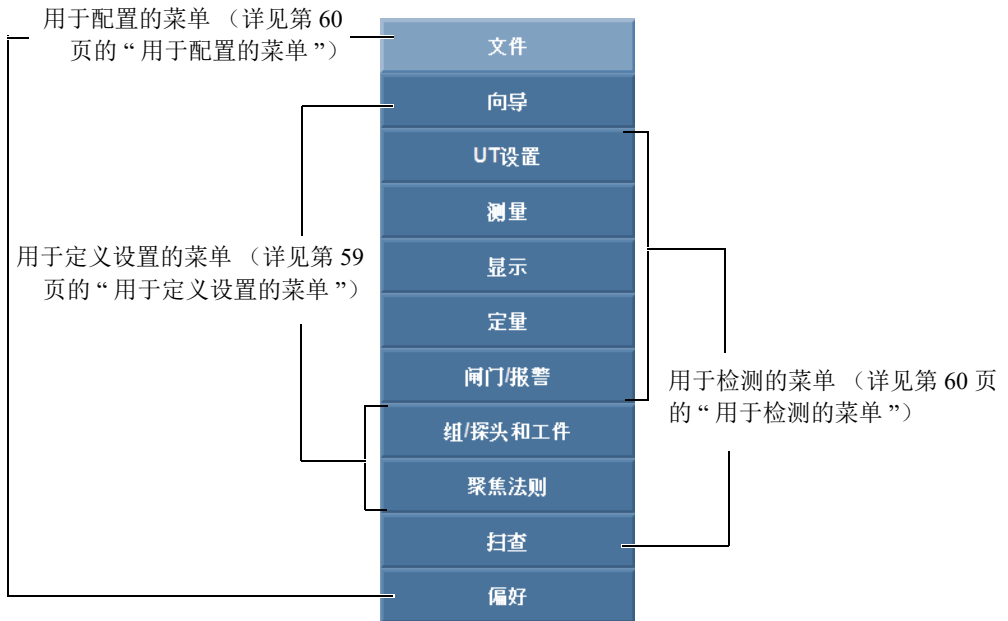 用于配置的菜单 （详见第 60
页的 “ 用于配置的菜单 ”）
文件
向导
UT设置
测量
显示
定量
闸门/报警
组/探头和工件
聚焦法则
扫查
偏好
用于定义设置的菜单 （详见第 59
页的 “ 用于定义设置的菜单 ”）
用于检测的菜单 （详见第 60 页
的 “ 用于检测的菜单 ”）